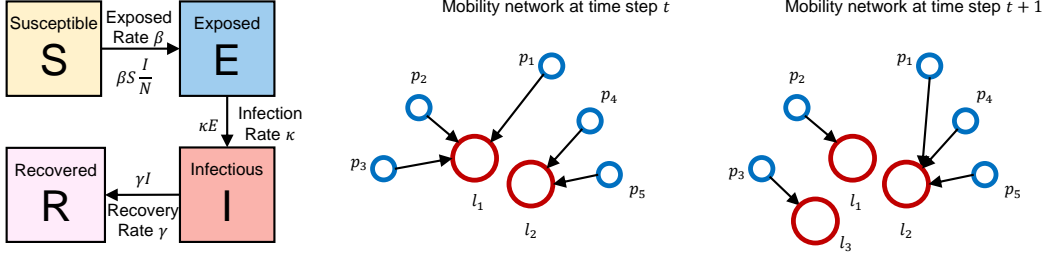 Susceptible
S
Exposed
Rate β
βS I/N
Exposed
E
κE
Infection
Rate κ
Recovered
R
γI
Recovery
Rate γ
Infectious
I
Mobility network at time step t
p₁
p₂
p₄
p₃
p₅
l₁
l₂
Mobility network at time step t + 1
p₁
p₂
p₄
p₃
p₅
l₁
l₂
l₃